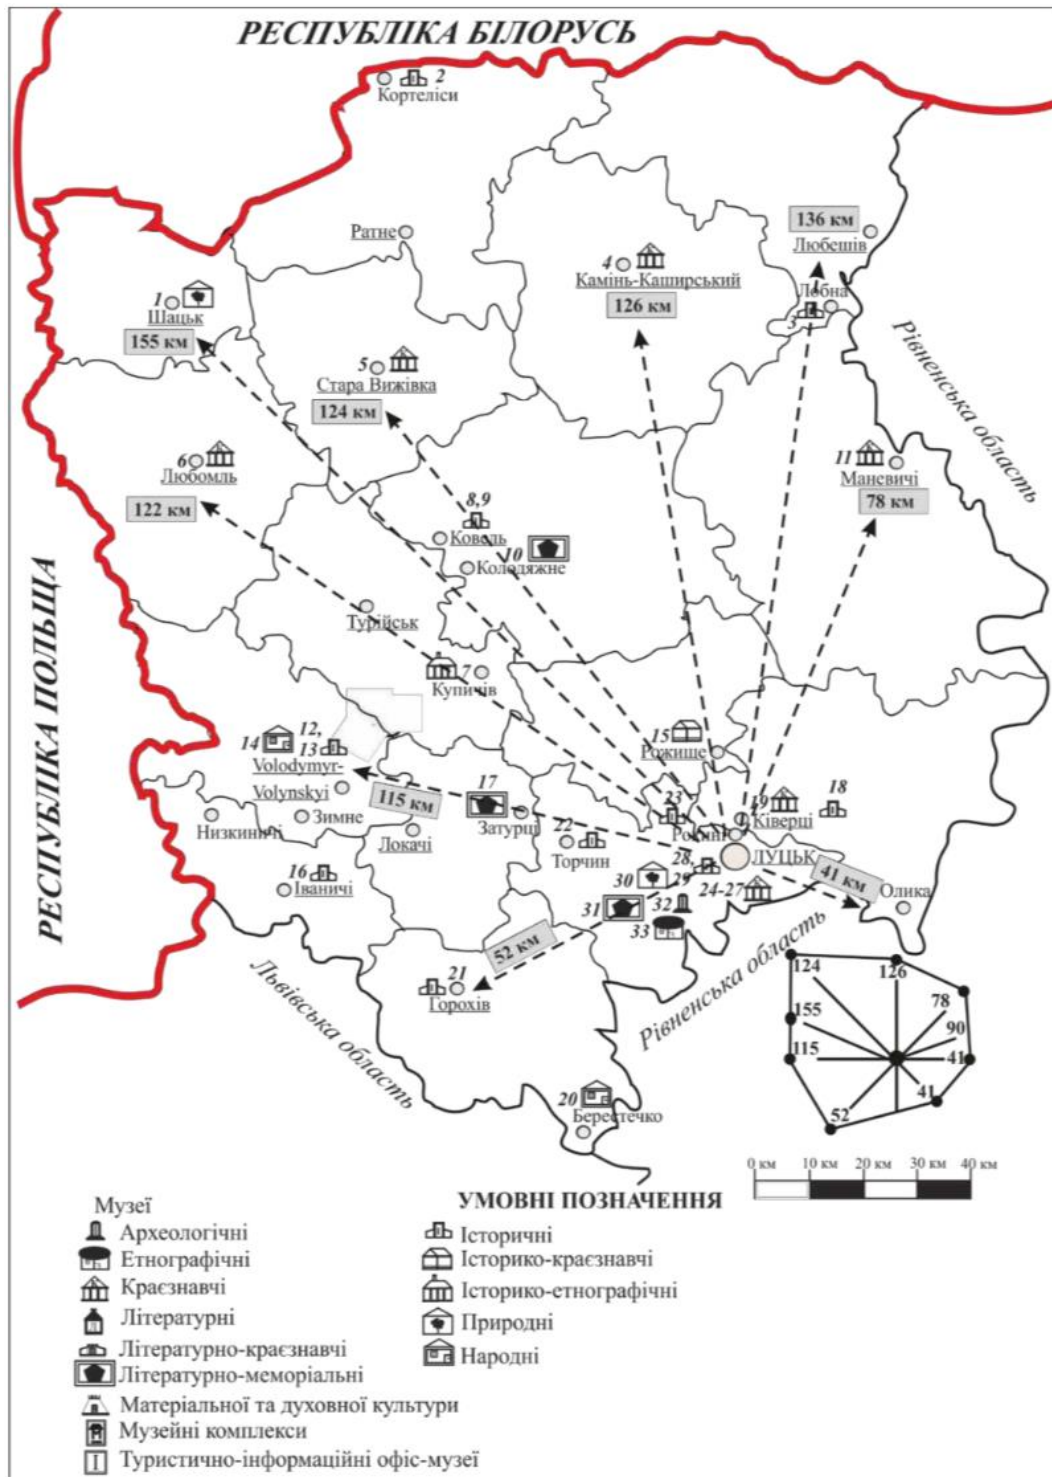 РЕСПУБЛІКА БІЛОРУСЬ
2
Кортеліси
136 км
Ратне
Любешів
4
Камінь-Каширський
126 км
Лобна
3
1
Шацьк
155 км
Рівненська область
5
Стара Вижівка
124 км
6
Любомль
122 км
11
Маневичі
78 км
8,9
Ковель
10
Колодяжне
РЕСПУБЛІКА ПОЛЬЩА
Турійськ
7
Купичів
15
Рожище
14
12,
13
Volodymyr-
Volynskyi
115 км
17
Затурці
23
19
18
Ківерці
Низкиничі
Зимне
Локачі
22
Торчин
Рокині
ЛУЦЬК
28,
29
24-27
41 км
Олика
16
Іваничі
30
31
32
33
52 км
21
Горохів
Львівська область
Рівненська область
20
Берестечко
124
126
78
155
90
115
41
41
52
0 км 10 км 20 км 30 км 40 км
УМОВНІ ПОЗНАЧЕННЯ
Музеї
Археологічні
Етнографічні
Краєзнавчі
Літературні
Літературно-краєзнавчі
Літературно-меморіальні
Матеріальної та духовної культури
Музейні комплекси
Туристично-інформаційні офіс-музеї
Історичні
Історико-краєзнавчі
Історико-етнографічні
Природні
Народні